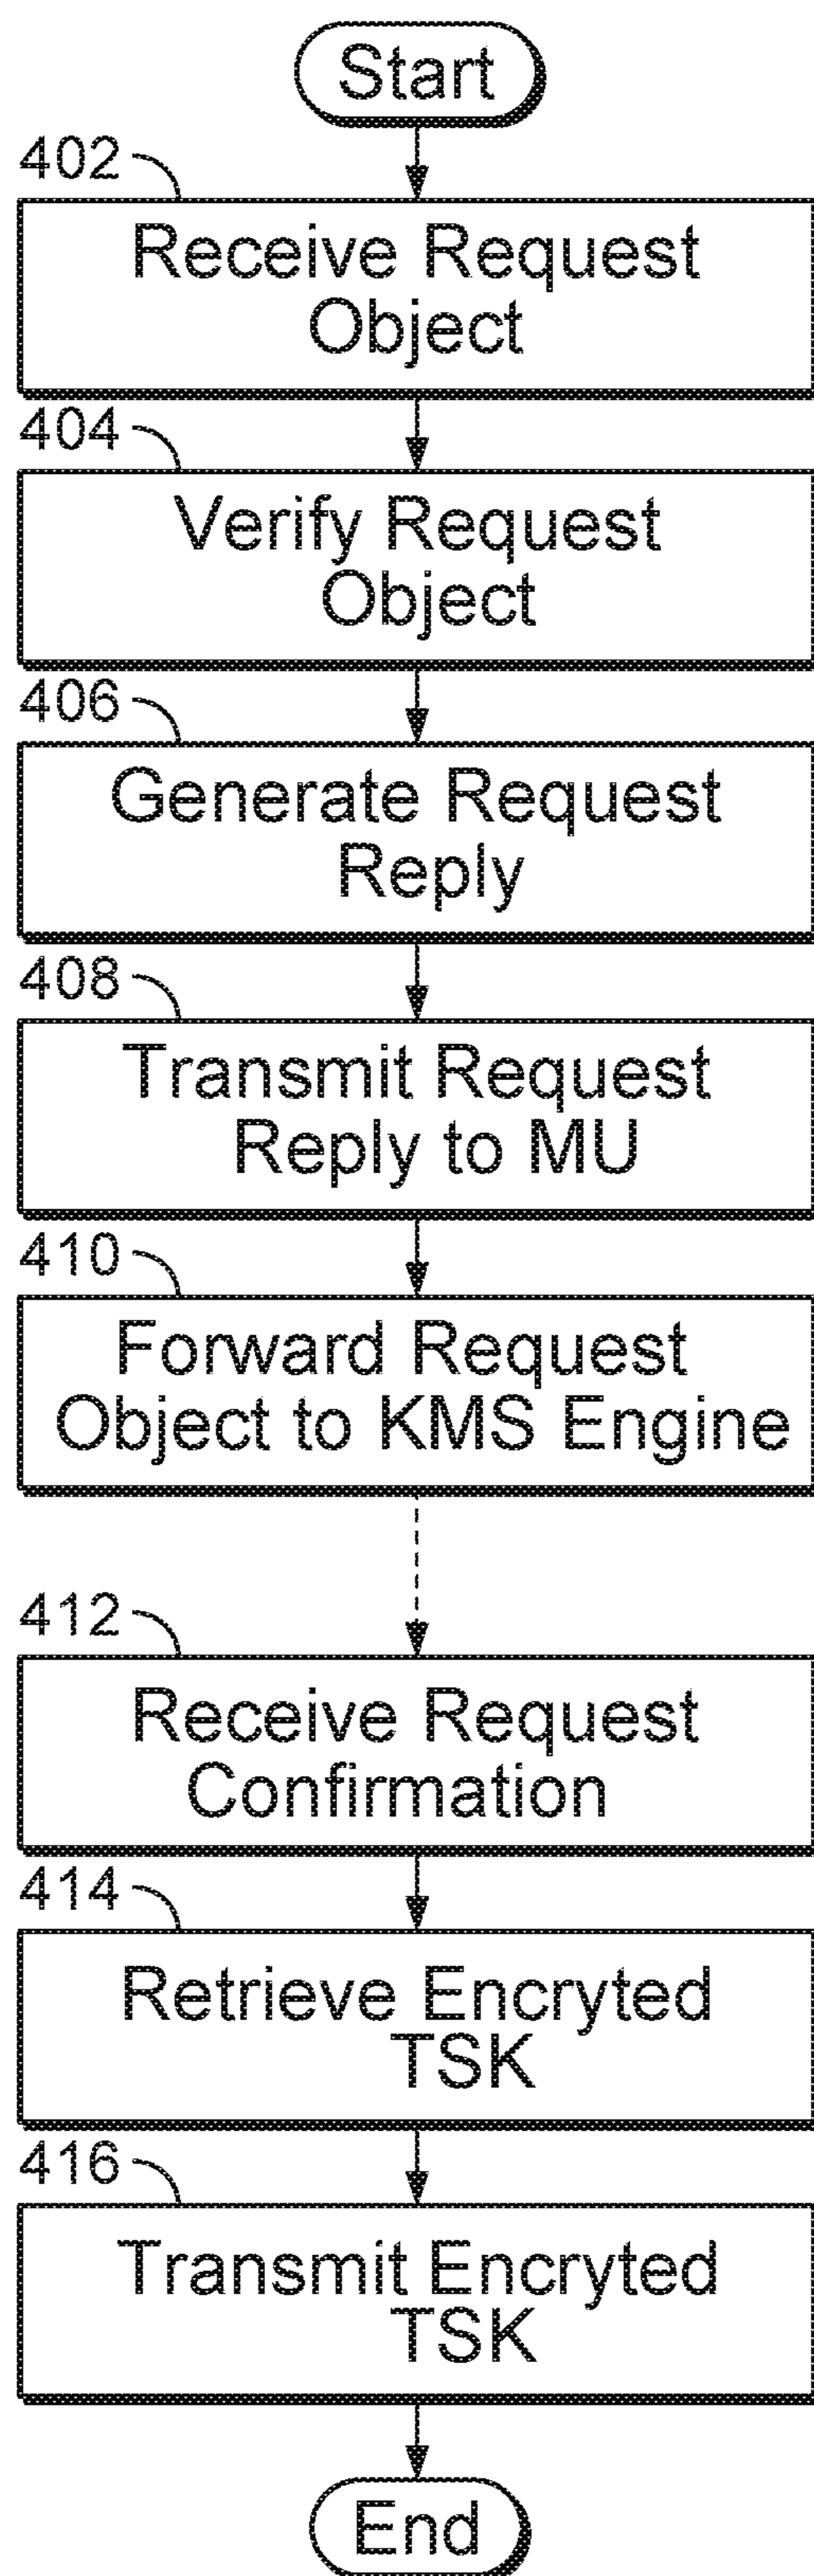 Start
402
Receive Request
Object
404
Verify Request
Object
406
Generate Request
Reply
408
Transmit Request
Reply to MU
410
Forward Request
Object to KMS Engine
412
Receive Request
Confirmation
414
Retrieve Encryted
TSK
416
Transmit Encryted
TSK
End